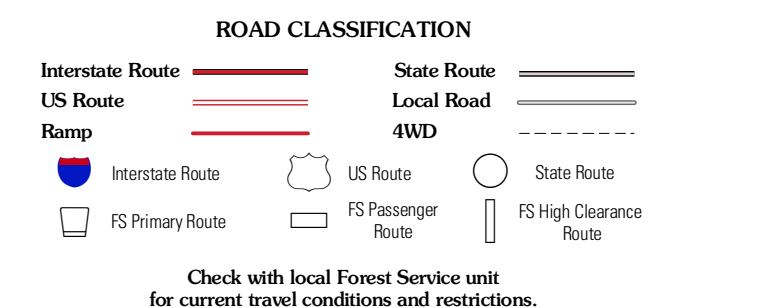 ROAD CLASSIFICATION
Interstate Route
State Route
US Route
Local Road
Ramp
4WD
Interstate Route
US Route
State Route
FS Primary Route
FS Passenger
Route
FS High Clearance
Route
Check with local Forest Service unit
for current travel conditions and restrictions.